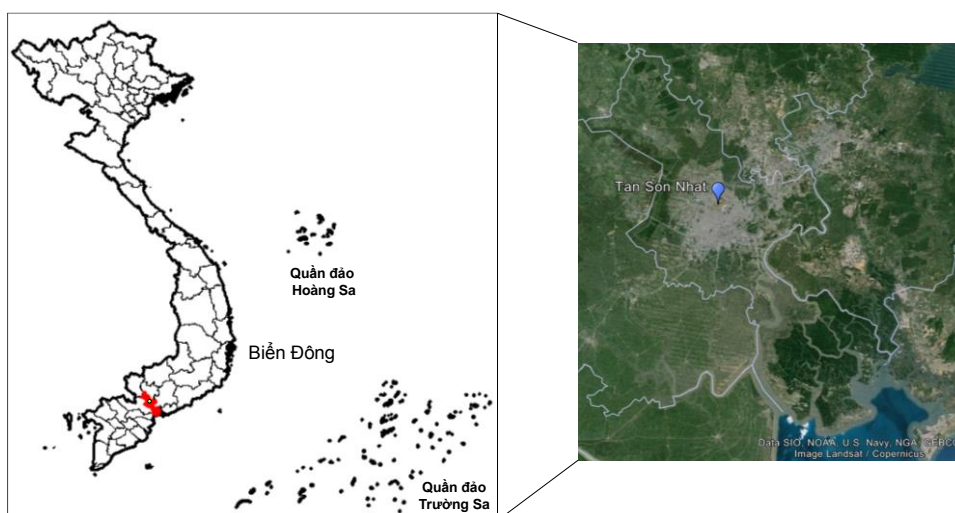 Quần đảo
Hoàng Sa
Biển Đông
Quần đảo
Trường Sa
Tan Son Nhat
Data SIO, NOAA, U.S. Navy, NGA, GEBCO
Image Landsat / Copernicus